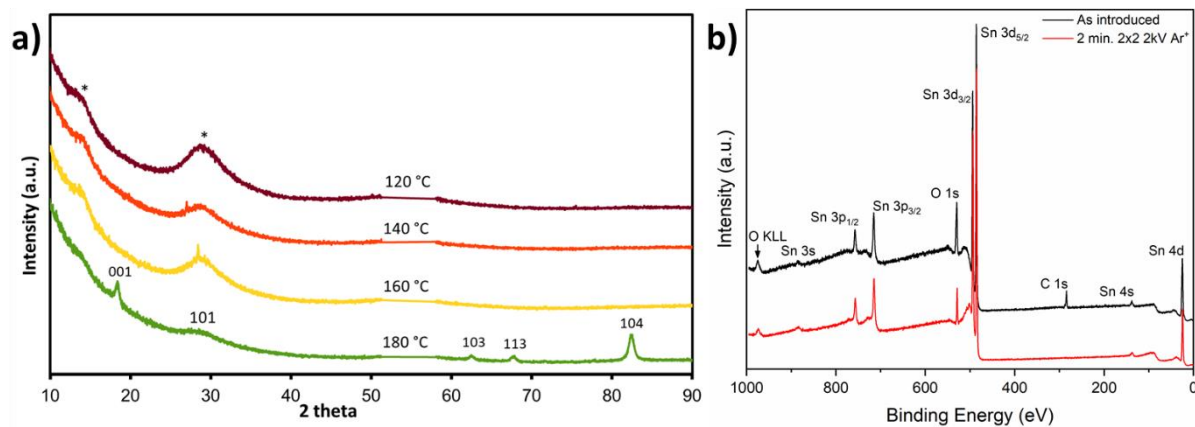 a)
Intensity (a.u.)
*
*
120 °C
140 °C
160 °C
180 °C
001
101
103
113
104
10 20 30 40 50 60 70 80 90
2 theta
b)
As introduced
2 min. 2x2 2kV Ar⁺
Sn 3d₅/₂
Sn 3d₃/₂
O 1s
Sn 3p₁/₂
Sn 3p₃/₂
O KLL
Sn 3s
C 1s
Sn 4s
Sn 4d
Intensity (a.u.)
1000 800 600 400 200 0
Binding Energy (eV)